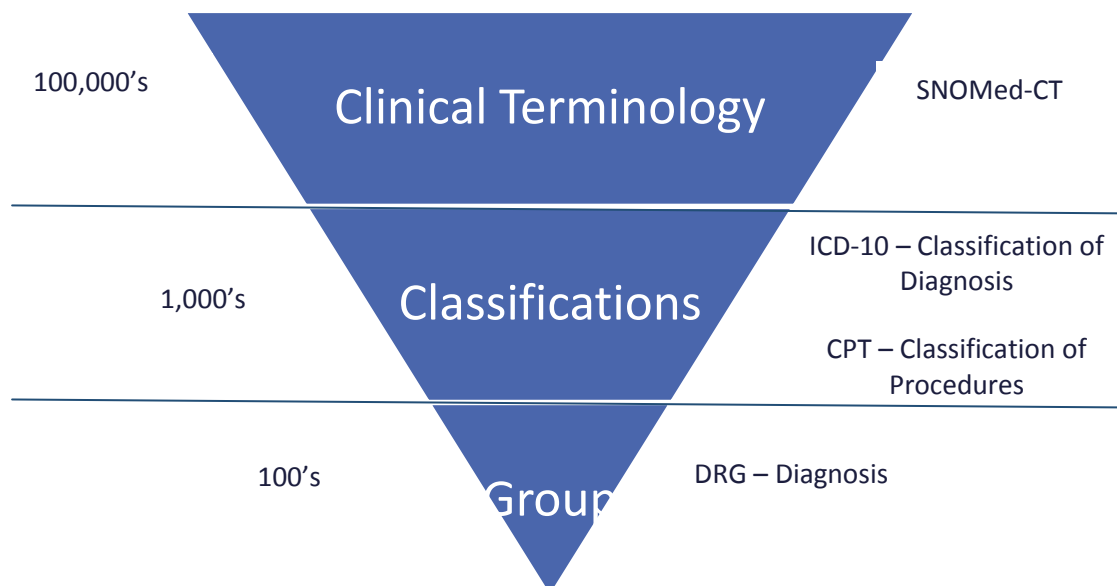 100,000's
Clinical Terminology
SNOMed-CT
1,000's
Classifications
ICD-10 – Classification of
Diagnosis
CPT – Classification of
Procedures
100's
Group
DRG – Diagnosis